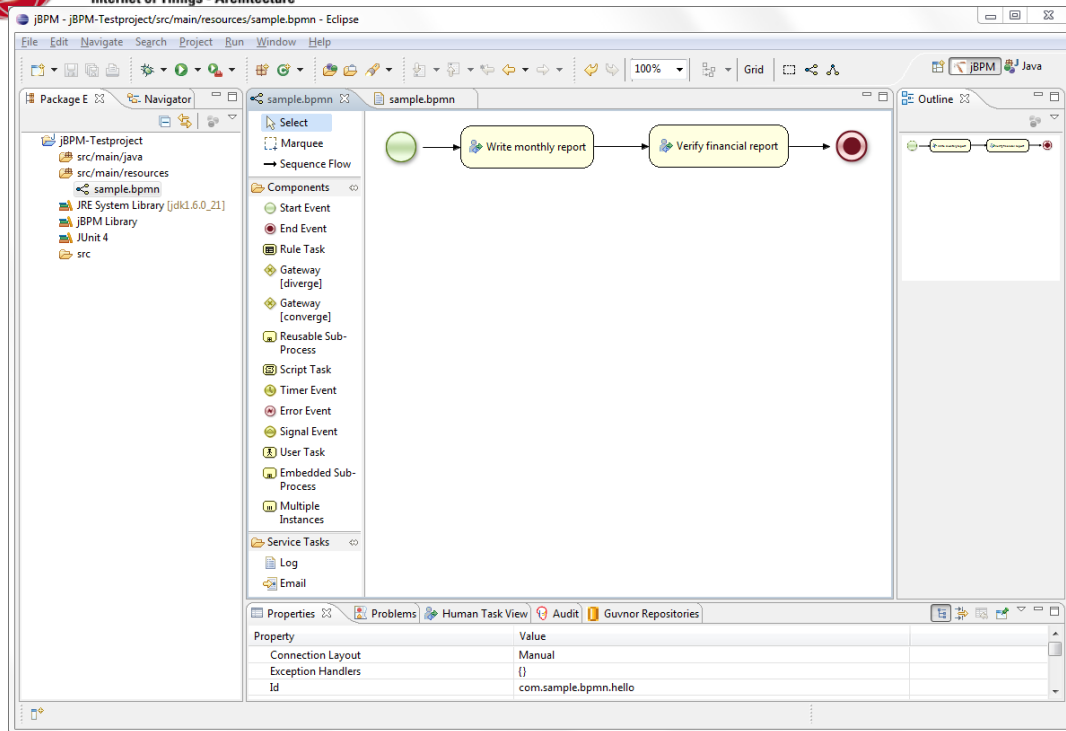 Internet of Things - Architecture
jBPM - jBPM-Testproject/src/main/resources/sample.bpmn - Eclipse
File Edit Navigate Search Project Run Window Help
100% Grid jBPM Java
Package E Navigator
jBPM-Testproject
src/main/java
src/main/resources
sample.bpmn
JRE System Library [jdk1.6.0_21]
jBPM Library
JUnit 4
src
sample.bpmn sample.bpmn
Select
Marquee
Sequence Flow
Components
Start Event
End Event
Rule Task
Gateway
[diverge]
Gateway
[converge]
Reusable Sub-
Process
Script Task
Timer Event
Error Event
Signal Event
User Task
Embedded Sub-
Process
Multiple
Instances
Service Tasks
Log
Email
Write monthly report
Verify financial report
Outline
Properties Problems Human Task View Audit Guvnor Repositories
Property Value
Connection Layout Manual
Exception Handlers {}
Id com.sample.bpmn.hello